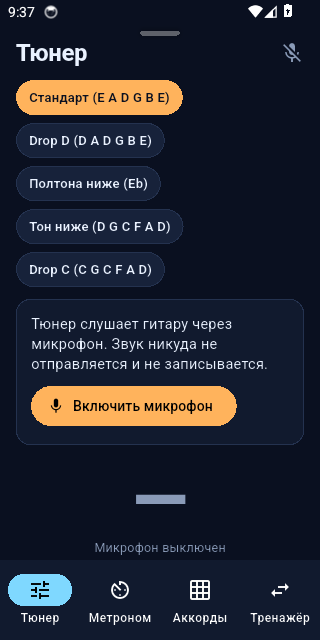 9:37
Тюнер
Стандарт (E A D G B E)
Drop D (D A D G B E)
Полтона ниже (Eb)
Тон ниже (D G C F A D)
Drop C (C G C F A D)
Тюнер слушает гитару через
микрофон. Звук никуда не
отправляется и не записывается.
Включить микрофон
Микрофон выключен
Тюнер
Метроном
Аккорды
Тренажёр